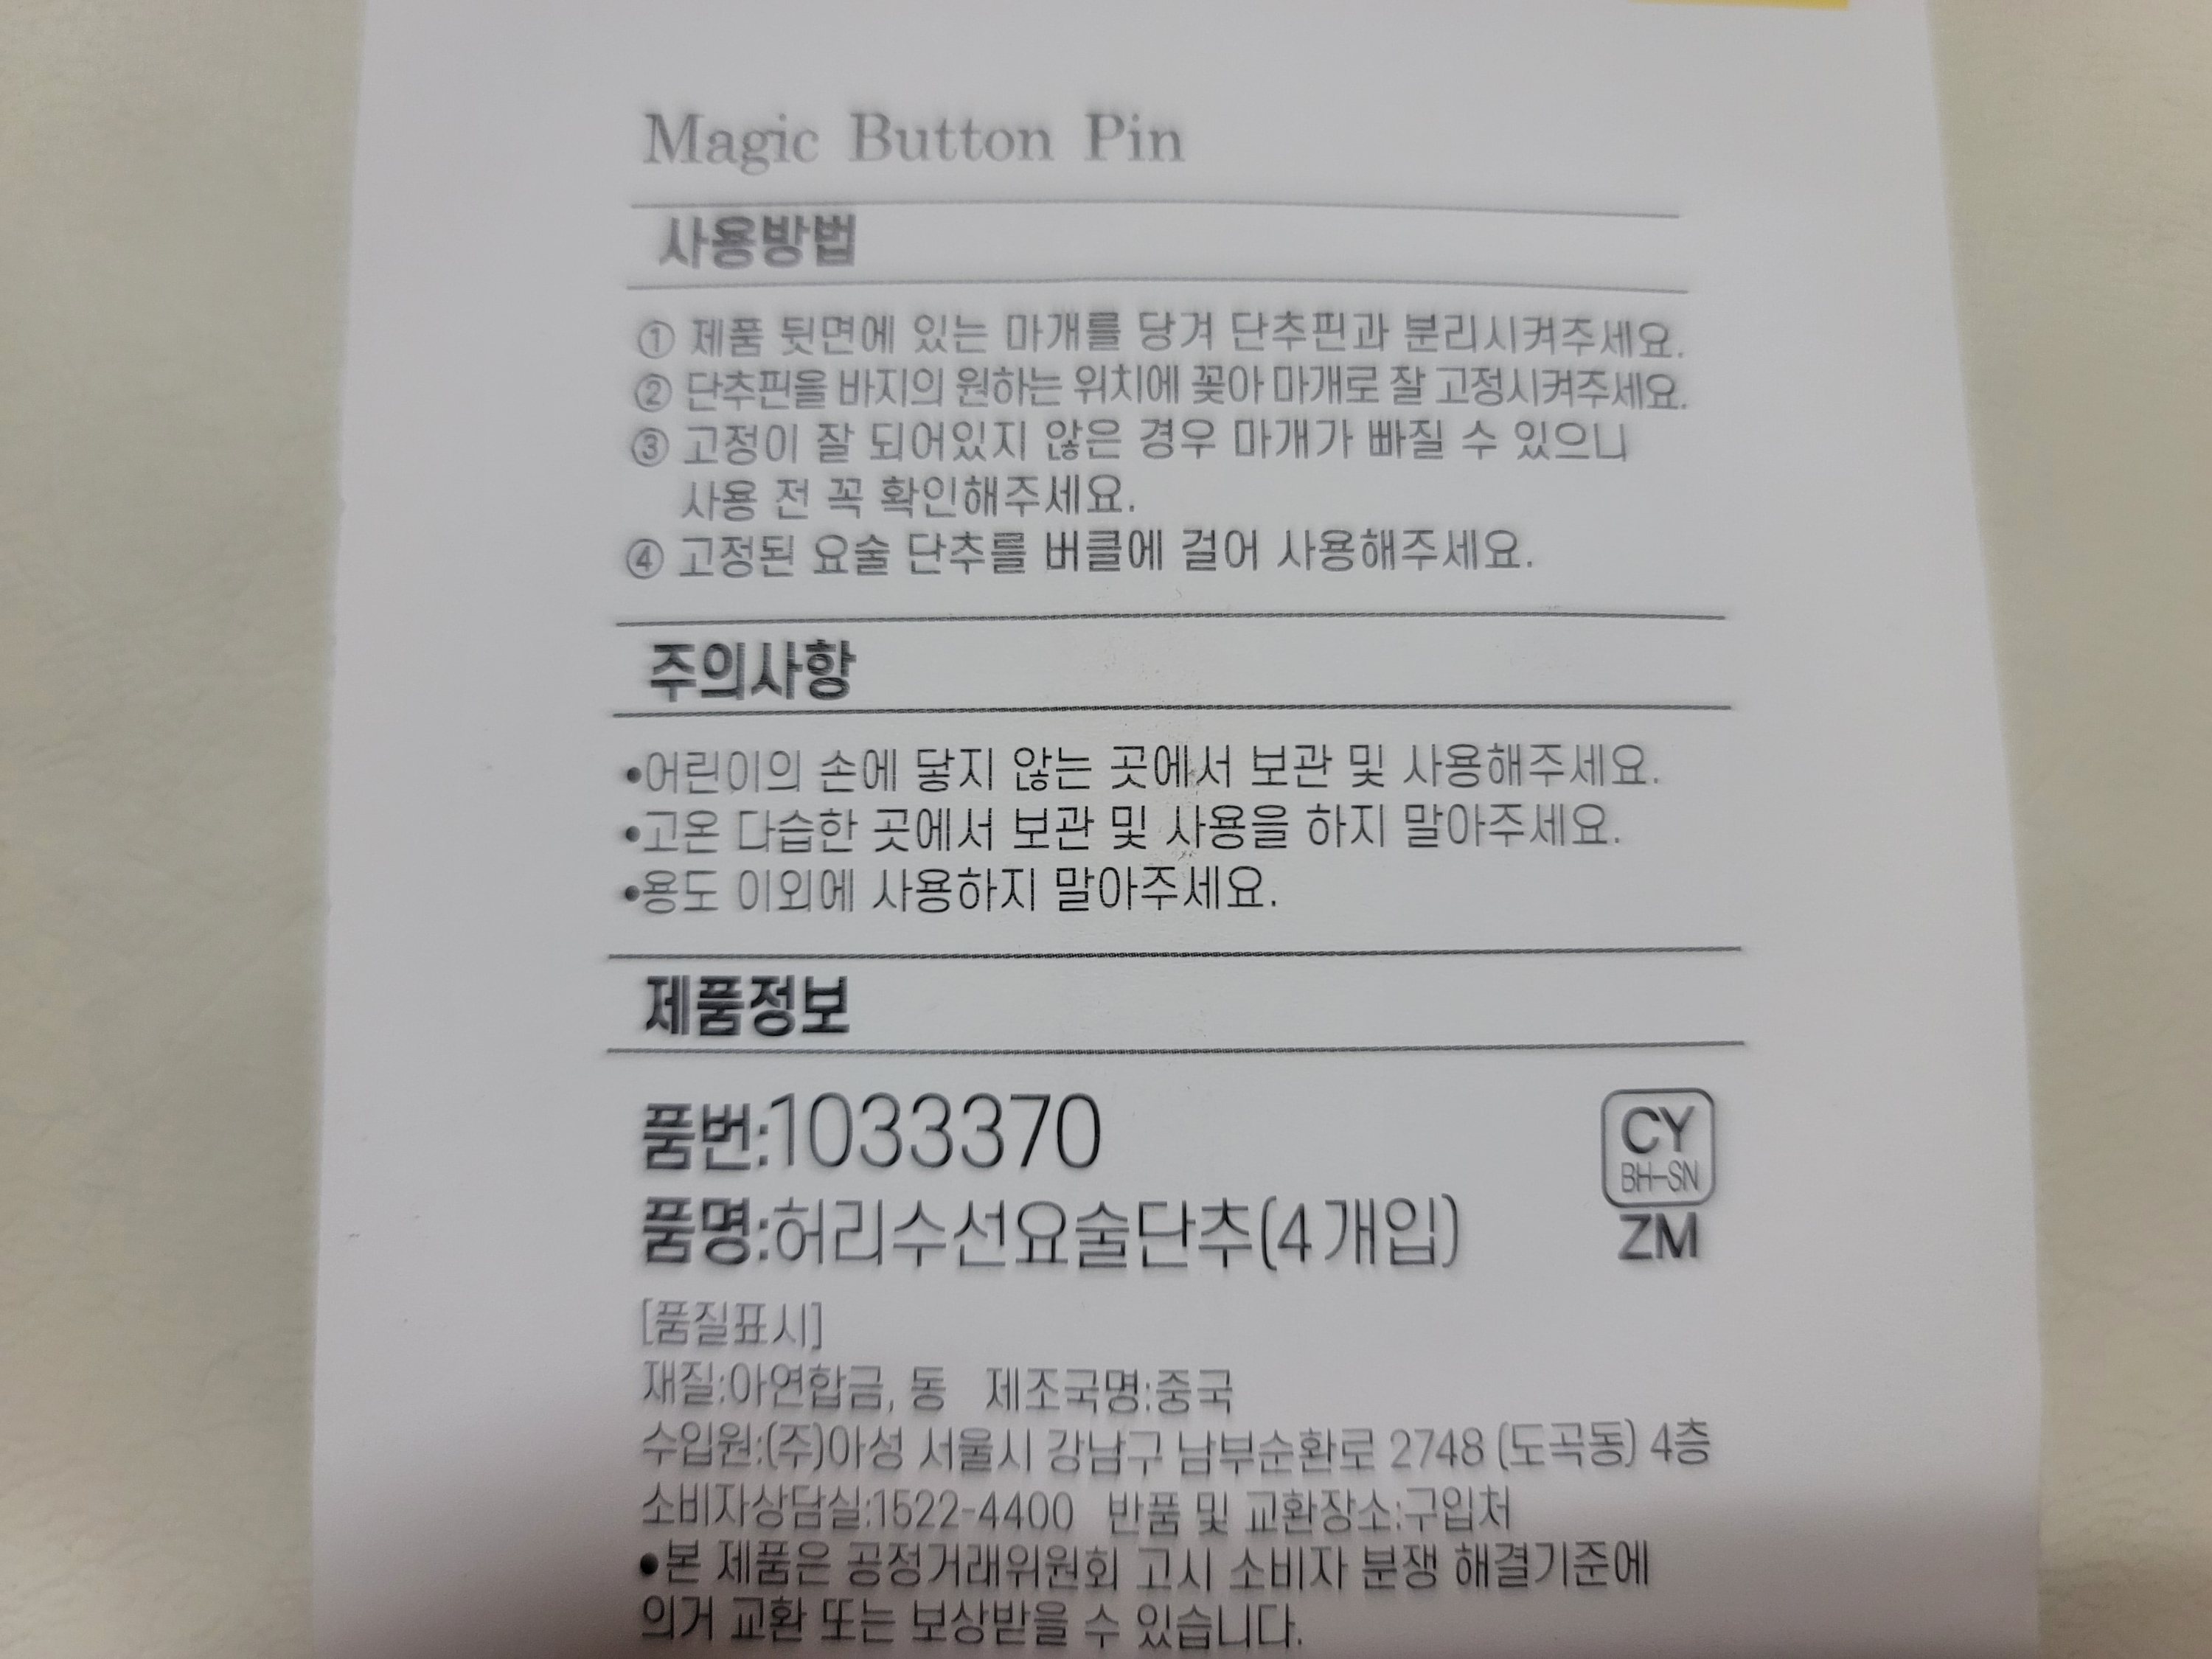 Magic Button Pin
사용방법
① 제품 뒷면에 있는 마개를 당겨 단추핀과 분리시켜주세요.
② 단추핀을 바지의 원하는 위치에 꽂아 마개로 잘 고정시켜주세요.
③ 고정이 잘 되어있지 않은 경우 마개가 빠질 수 있으니
사용 전 꼭 확인해주세요.
④ 고정된 요술 단추를 버클에 걸어 사용해주세요.
주의사항
•어린이의 손에 닿지 않는 곳에서 보관 및 사용해주세요.
•고온 다습한 곳에서 보관 및 사용을 하지 말아주세요.
•용도 이외에 사용하지 말아주세요.
제품정보
품번:1033370
CY
BH-SN
품명:허리수선요술단추(4개입)
ZM
[품질표시]
재질:아연합금, 동 제조국명:중국
수입원:(주)아성 서울시 강남구 남부순환로 2748 (도곡동) 4층
소비자상담실:1522-4400 반품 및 교환장소:구입처
●본 제품은 공정거래위원회 고시 소비자 분쟁 해결기준에
의거 교환 또는 보상받을 수 있습니다.